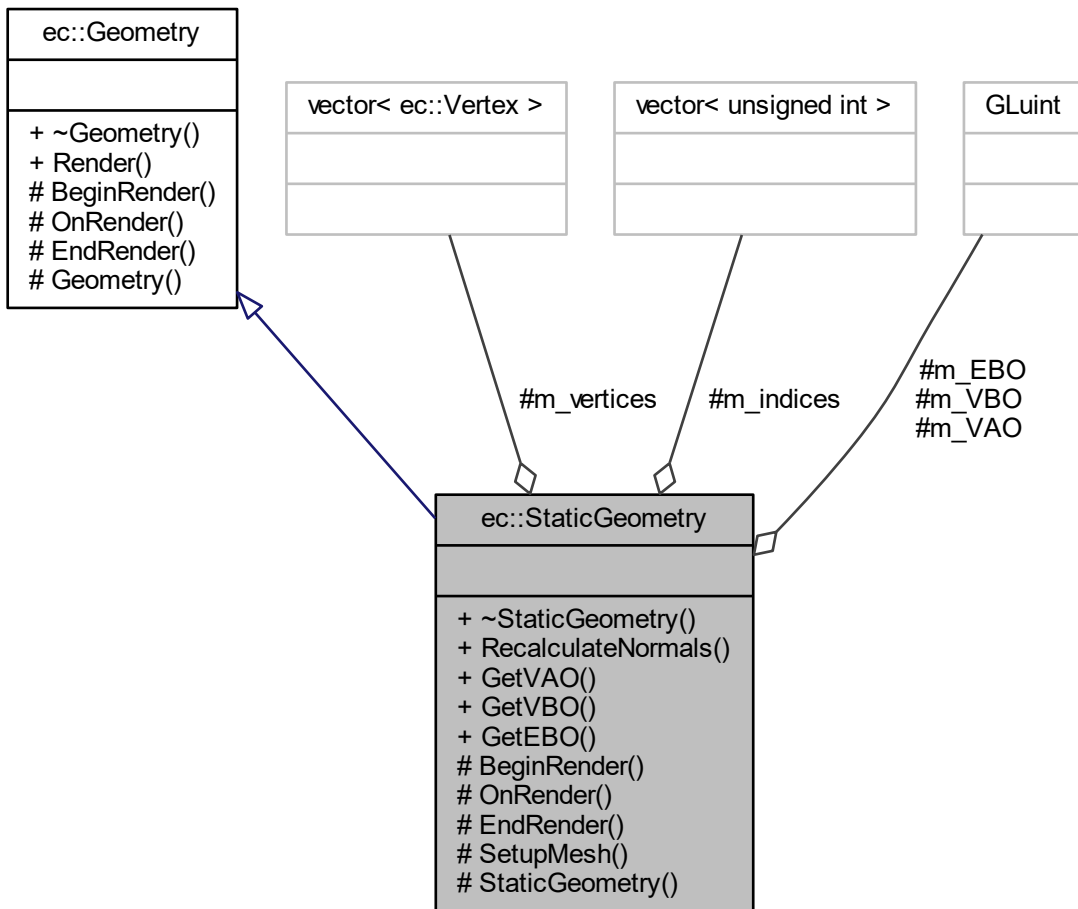 ec::Geometry
+ ~Geometry()
+ Render()
# BeginRender()
# OnRender()
# EndRender()
# Geometry()
vector< ec::Vertex >
vector< unsigned int >
GLuint
#m_vertices
#m_indices
#m_EBO
#m_VBO
#m_VAO
ec::StaticGeometry
+ ~StaticGeometry()
+ RecalculateNormals()
+ GetVAO()
+ GetVBO()
+ GetEBO()
# BeginRender()
# OnRender()
# EndRender()
# SetupMesh()
# StaticGeometry()